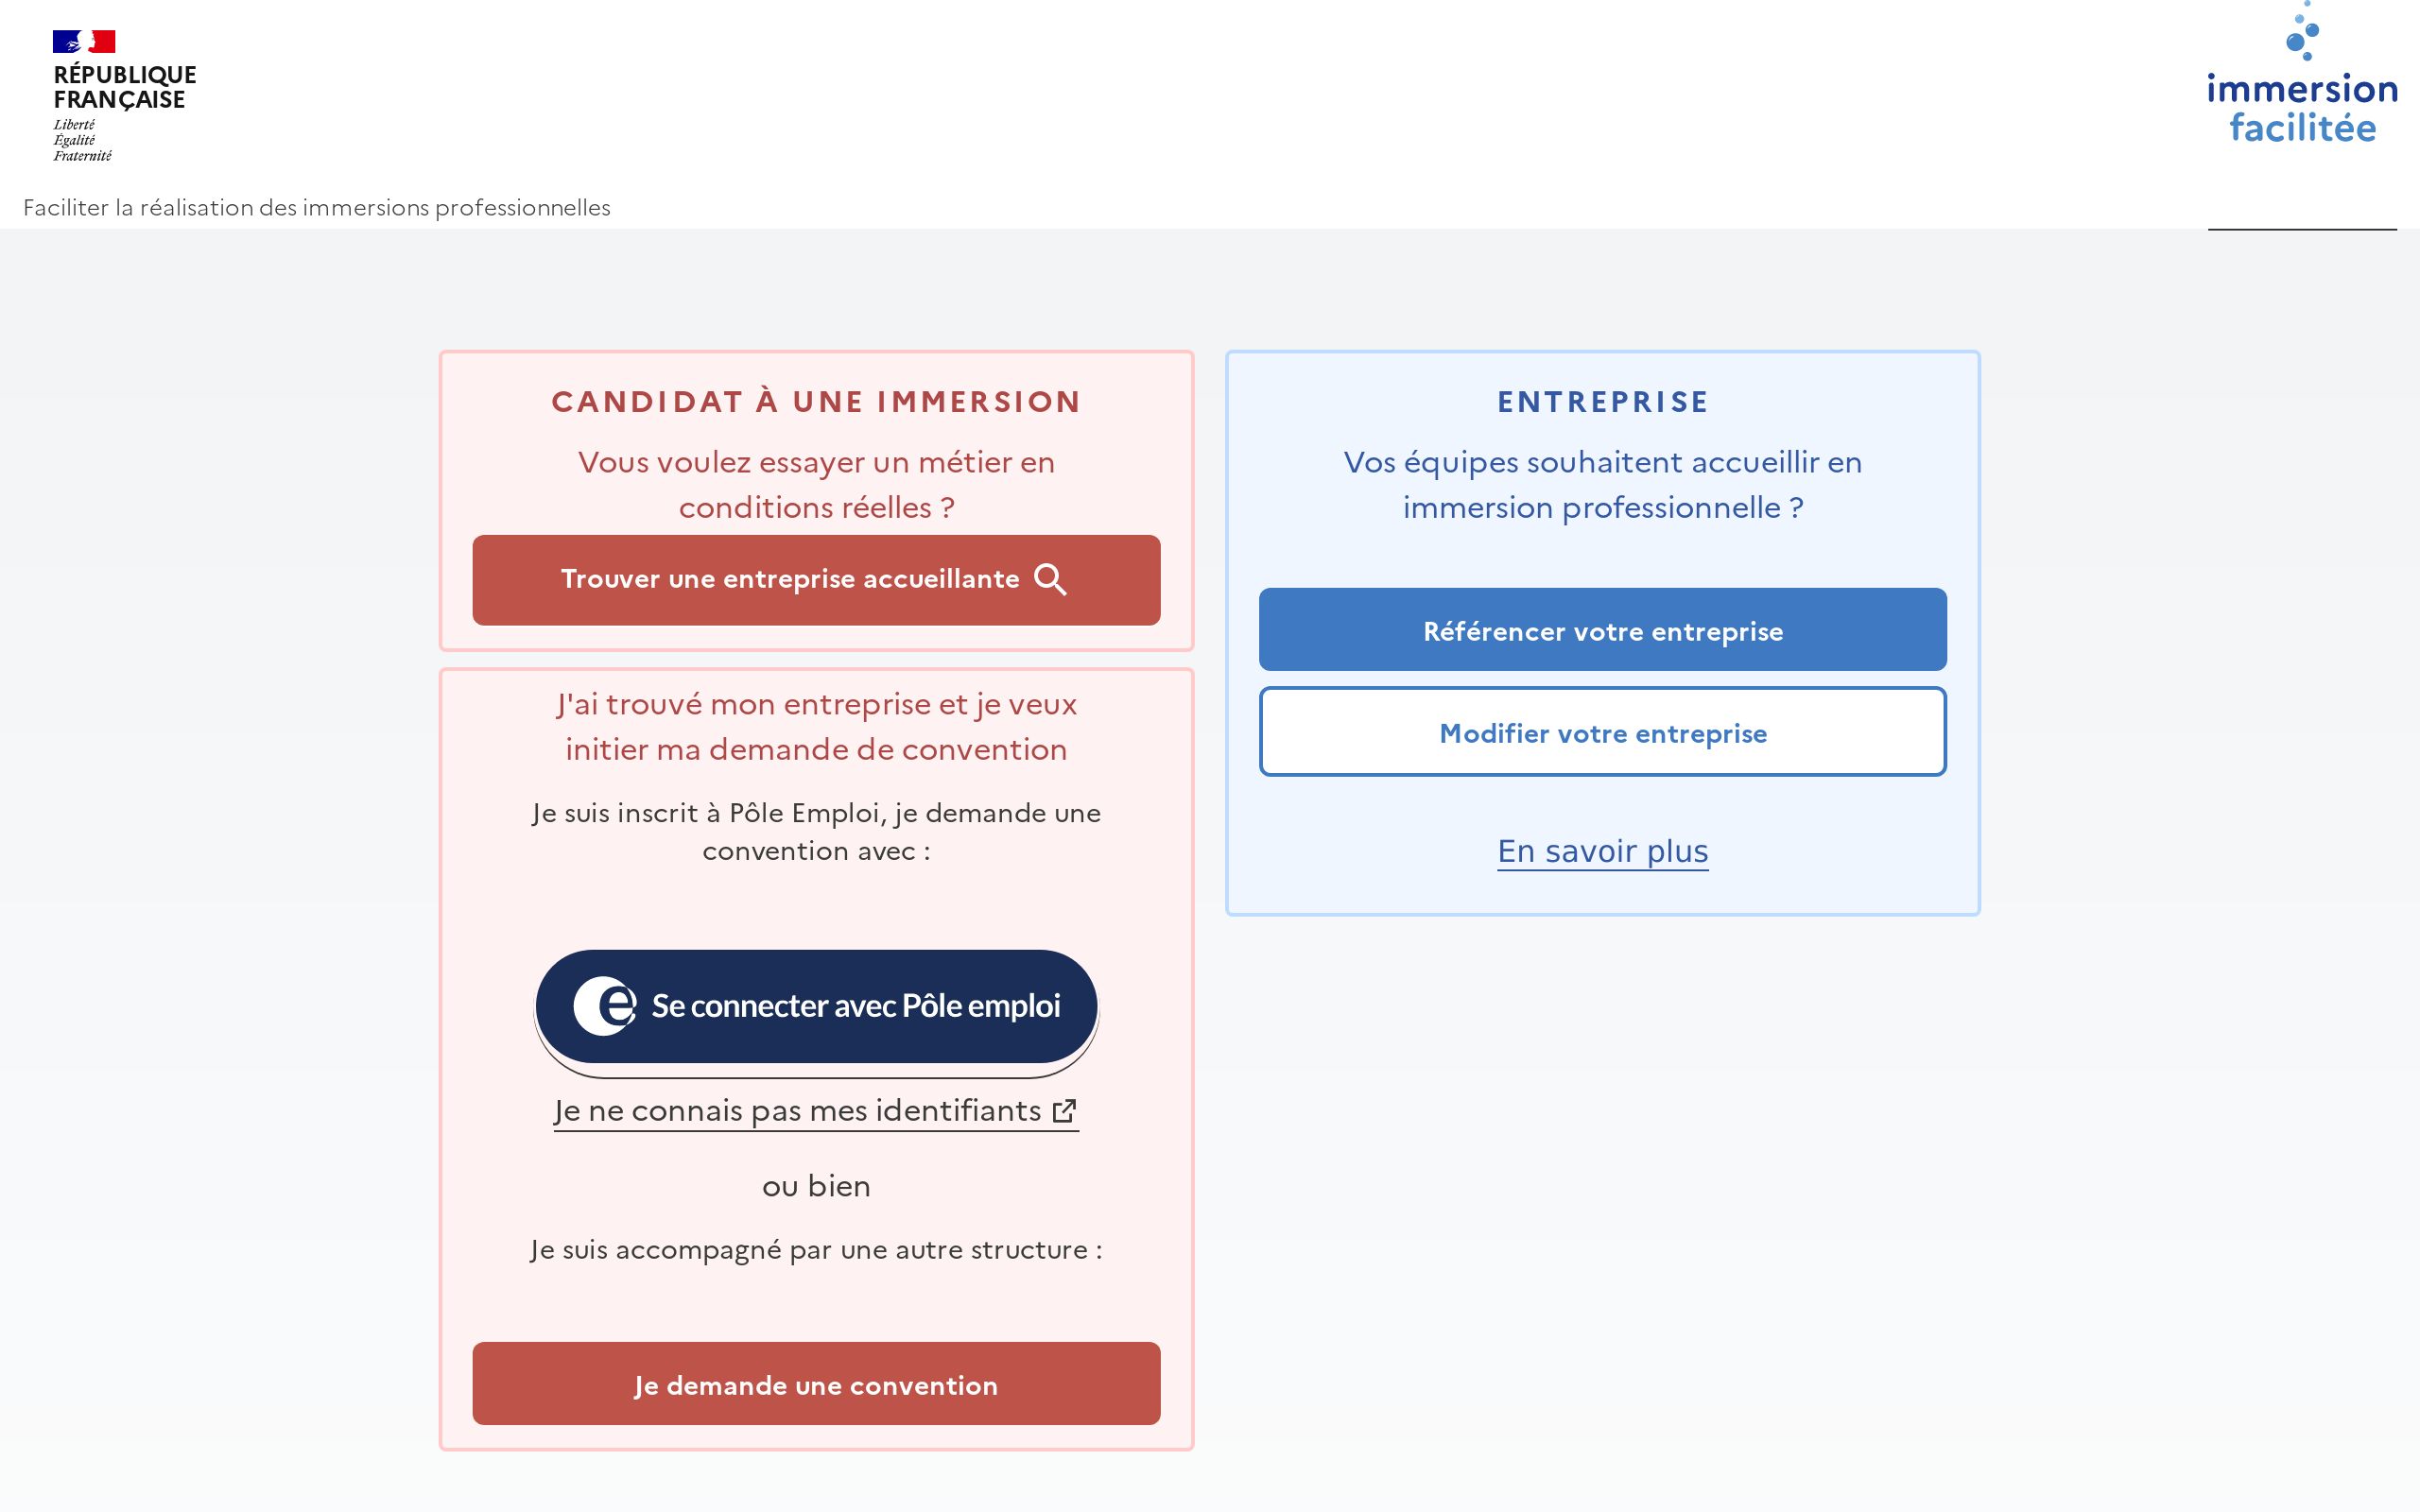 RÉPUBLIQUE
FRANÇAISE
Liberté
Égalité
Fraternité
immersion
facilitée
Faciliter la réalisation des immersions professionnelles
CANDIDAT À UNE IMMERSION
Vous voulez essayer un métier en
conditions réelles ?
Trouver une entreprise accueillante
J'ai trouvé mon entreprise et je veux
initier ma demande de convention
Je suis inscrit à Pôle Emploi, je demande une
convention avec :
Se connecter avec Pôle emploi
Je ne connais pas mes identifiants
ou bien
Je suis accompagné par une autre structure :
Je demande une convention
ENTREPRISE
Vos équipes souhaitent accueillir en
immersion professionnelle ?
Référencer votre entreprise
Modifier votre entreprise
En savoir plus